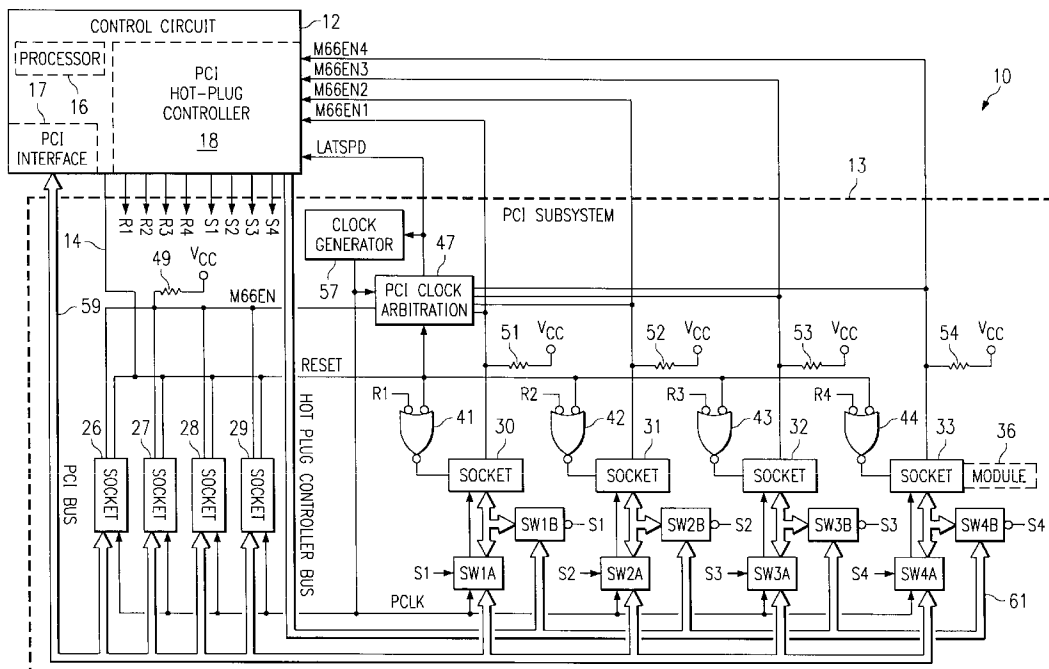 CONTROL CIRCUIT
12
PROCESSOR
17
16
PCI
HOT-PLUG
CONTROLLER
18
PCI
INTERFACE
M66EN4
M66EN3
M66EN2
M66EN1
LATSPD
10
13
PCI SUBSYSTEM
R1
R2
R3
R4
S1
S2
S3
S4
14
49
VCC
CLOCK
GENERATOR
57
47
PCI CLOCK
ARBITRATION
59
M66EN
51
VCC
52
VCC
53
VCC
54
VCC
RESET
R1
41
R2
42
R3
43
R4
44
26
27
28
29
SOCKET
SOCKET
SOCKET
SOCKET
PCI BUS
HOT PLUG CONTROLLER BUS
30
SOCKET
31
SOCKET
32
SOCKET
33
SOCKET
36
MODULE
SW1B
S1
SW2B
S2
SW3B
S3
SW4B
S4
S1
SW1A
S2
SW2A
S3
SW3A
S4
SW4A
PCLK
61